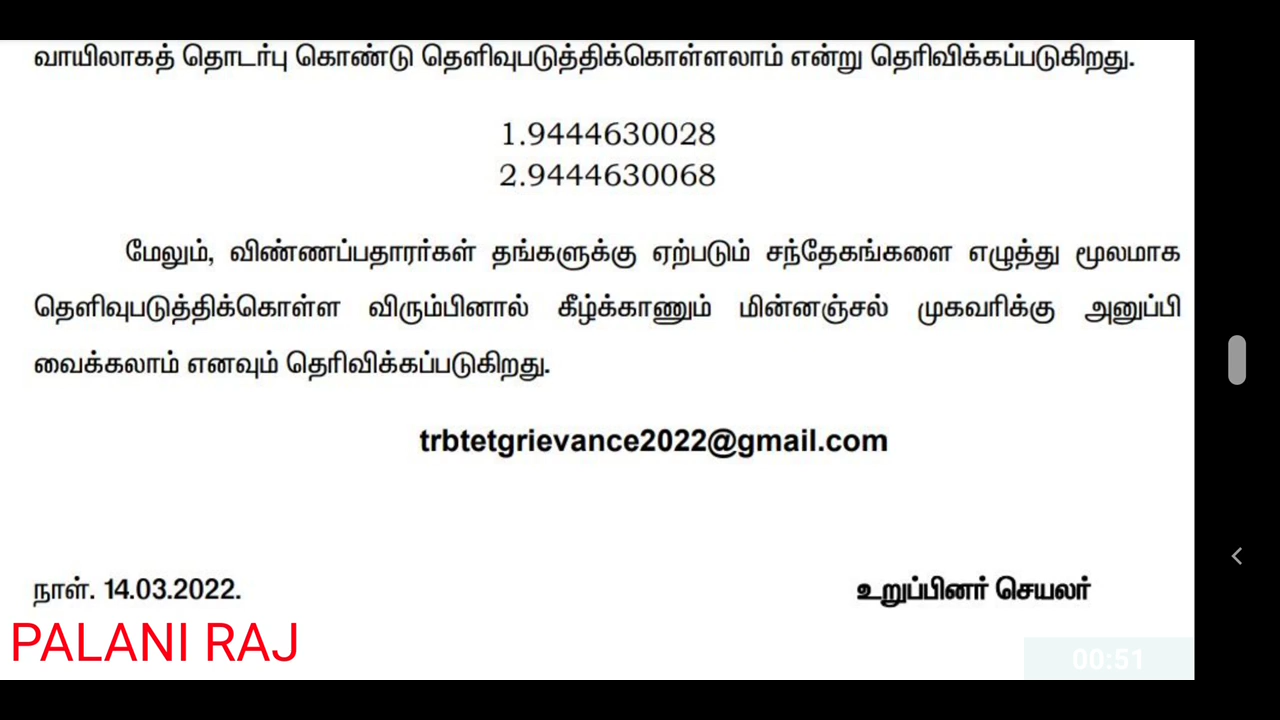 வாயிலாகத் தொடர்பு கொண்டு தெளிவுபடுத்திக்கொள்ளலாம் என்று தெரிவிக்கப்படுகிறது.
1.9444630028
2.9444630068
மேலும், விண்ணப்பதாரர்கள் தங்களுக்கு ஏற்படும் சந்தேகங்களை எழுத்து மூலமாக
தெளிவுபடுத்திக்கொள்ள விரும்பினால் கீழ்க்காணும் மின்னஞ்சல் முகவரிக்கு அனுப்பி
வைக்கலாம் எனவும் தெரிவிக்கப்படுகிறது.
trbtetgrievance2022@gmail.com
நாள். 14.03.2022. உறுப்பினர் செயலர்
PALANI RAJ
00:51